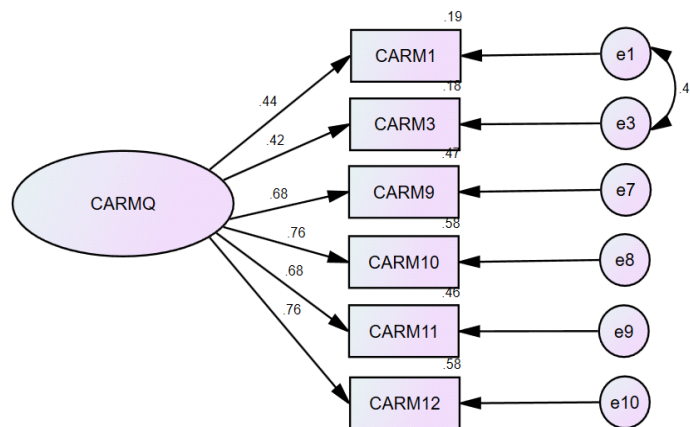 .19
CARM1
e1
.44
.18
.4
CARM3
e3
.42
.47
CARM9
e7
.68
CARMQ
.58
.76
CARM10
e8
.68
.46
CARM11
e9
.76
.58
CARM12
e10